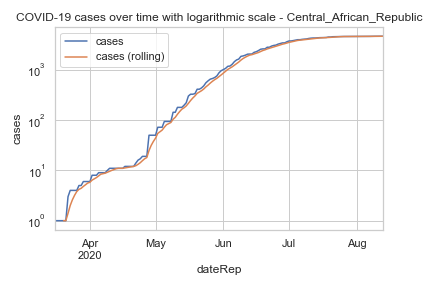 COVID-19 cases over time with logarithmic scale - Central_African_Republic
cases
cases (rolling)
10³
10²
10¹
10⁰
cases
Apr
2020
May
Jun
Jul
Aug
dateRep